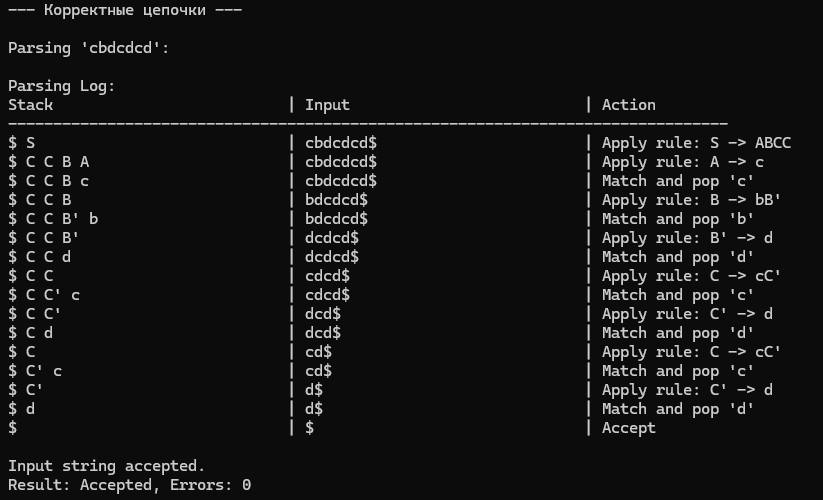 --- Корректные цепочки ---
Parsing 'cbdcdcd':
Parsing Log:
Stack                          | Input                          | Action
--------------------------------------------------------------------------------
$ S                            | cbdcdcd$                       | Apply rule: S -> ABCC
$ C C B A                      | cbdcdcd$                       | Apply rule: A -> c
$ C C B c                      | cbdcdcd$                       | Match and pop 'c'
$ C C B                        | bdcdcd$                        | Apply rule: B -> bB'
$ C C B' b                     | bdcdcd$                        | Match and pop 'b'
$ C C B'                       | dcdcd$                         | Apply rule: B' -> d
$ C C d                        | dcdcd$                         | Match and pop 'd'
$ C C                          | cdcd$                          | Apply rule: C -> cC'
$ C C' c                       | cdcd$                          | Match and pop 'c'
$ C C'                         | dcd$                           | Apply rule: C' -> d
$ C d                          | dcd$                           | Match and pop 'd'
$ C                            | cd$                            | Apply rule: C -> cC'
$ C' c                         | cd$                            | Match and pop 'c'
$ C'                           | d$                             | Apply rule: C' -> d
$ d                            | d$                             | Match and pop 'd'
$                              | $                              | Accept
Input string accepted.
Result: Accepted, Errors: 0